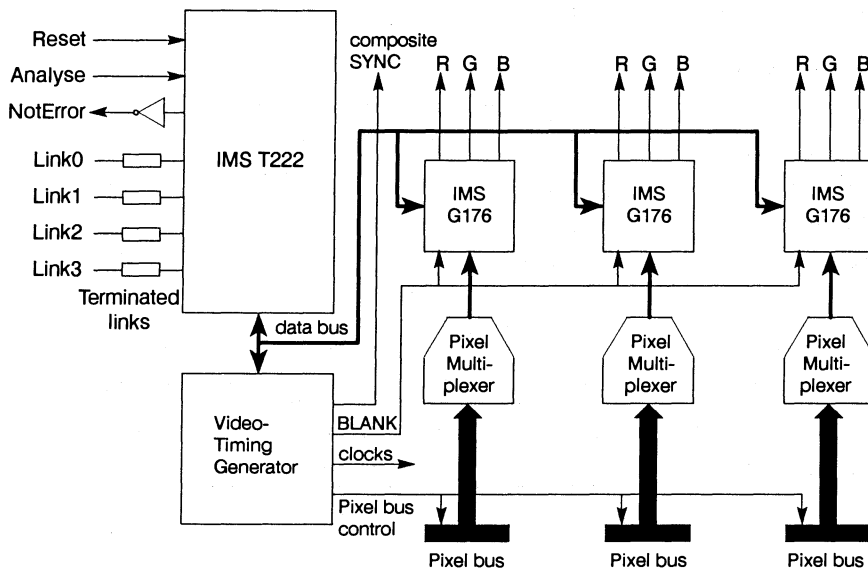 Reset
Analyse
NotError
Link0
Link1
Link2
Link3
Terminated
links
IMS T222
data bus
composite
SYNC
R G B
R G B
R G B
IMS
G176
IMS
G176
IMS
G176
Pixel
Multi-
plexer
Pixel
Multi-
plexer
Pixel
Multi-
plexer
Video-
Timing
Generator
BLANK
clocks
Pixel bus
control
Pixel bus
Pixel bus
Pixel bus